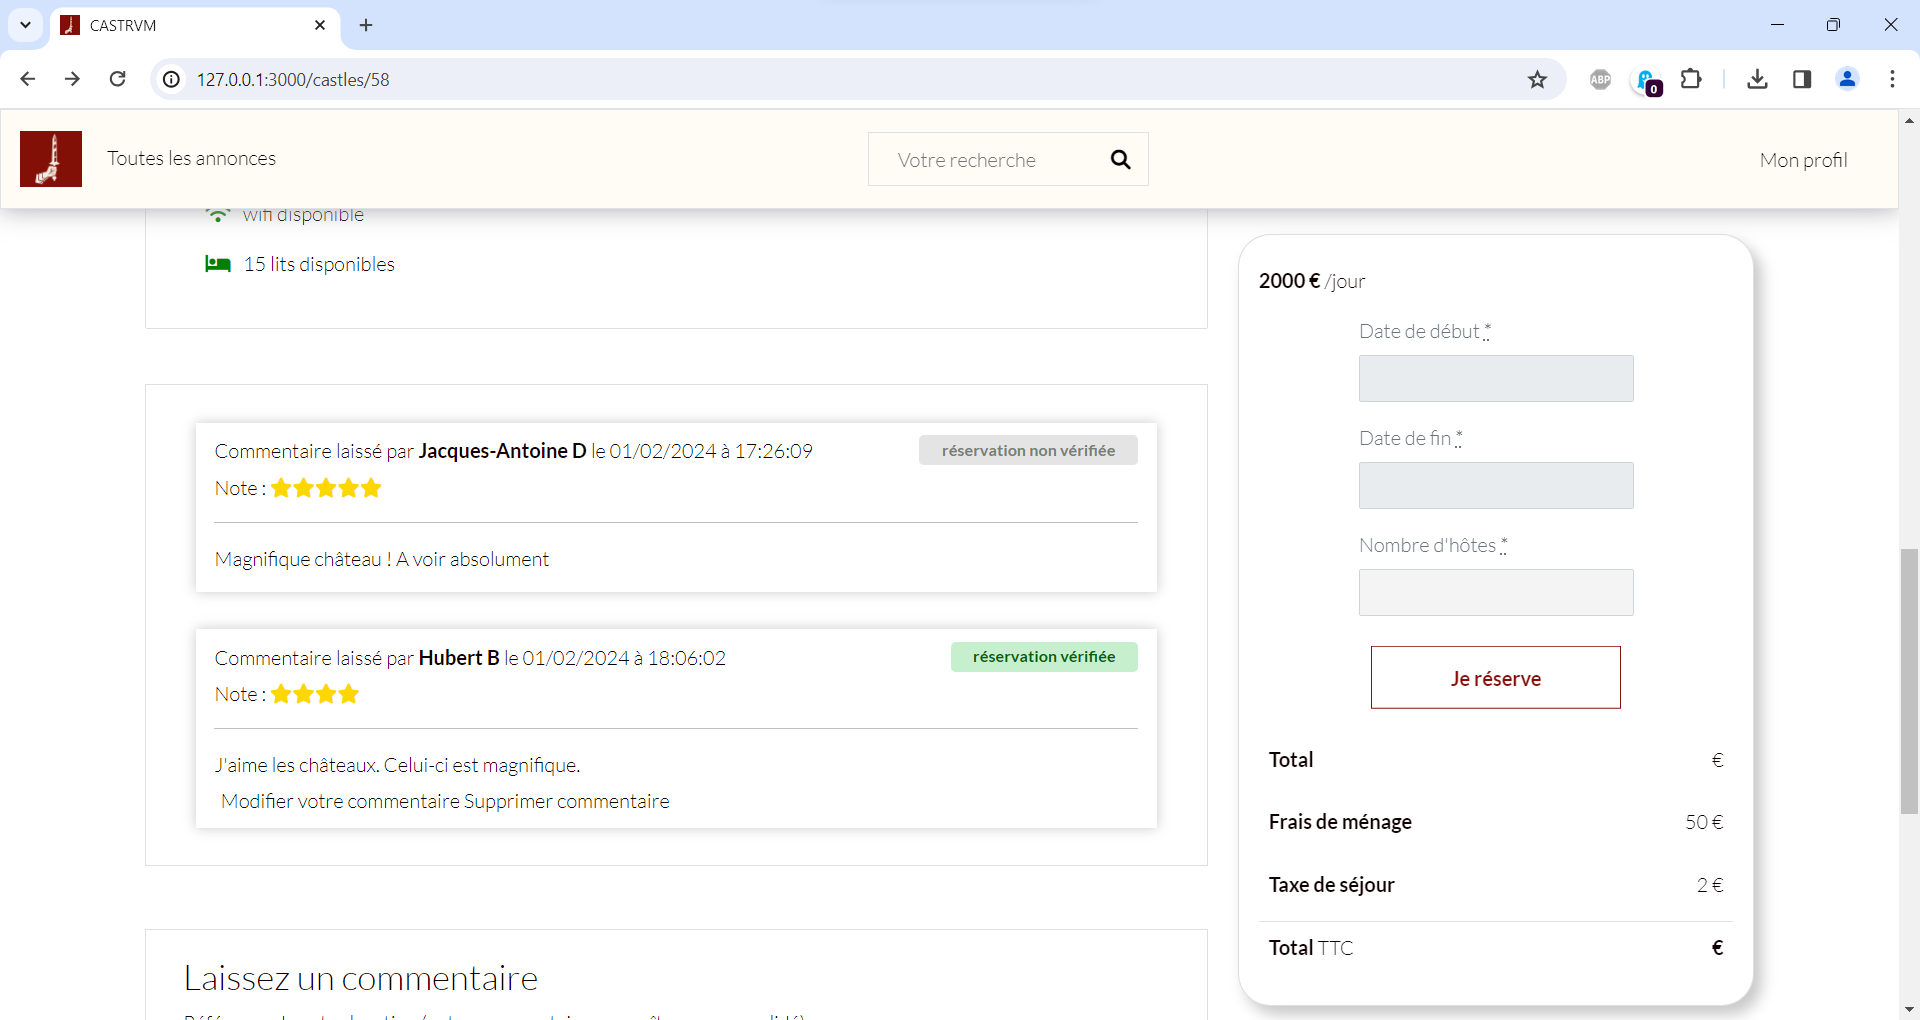 CASTRVM
127.0.0.1:3000/castles/58
ABP
0
Toutes les annonces
Votre recherche
Mon profil
wifi disponible
15 lits disponibles
Commentaire laissé par Jacques-Antoine D le 01/02/2024 à 17:26:09
réservation non vérifiée
Note :
Magnifique château ! A voir absolument
Commentaire laissé par Hubert B le 01/02/2024 à 18:06:02
réservation vérifiée
Note :
J'aime les châteaux. Celui-ci est magnifique.
Modifier votre commentaire Supprimer commentaire
Laissez un commentaire
2000 € /jour
Date de début *
Date de fin *
Nombre d'hôtes *
Je réserve
Total €
Frais de ménage 50 €
Taxe de séjour 2 €
Total TTC €